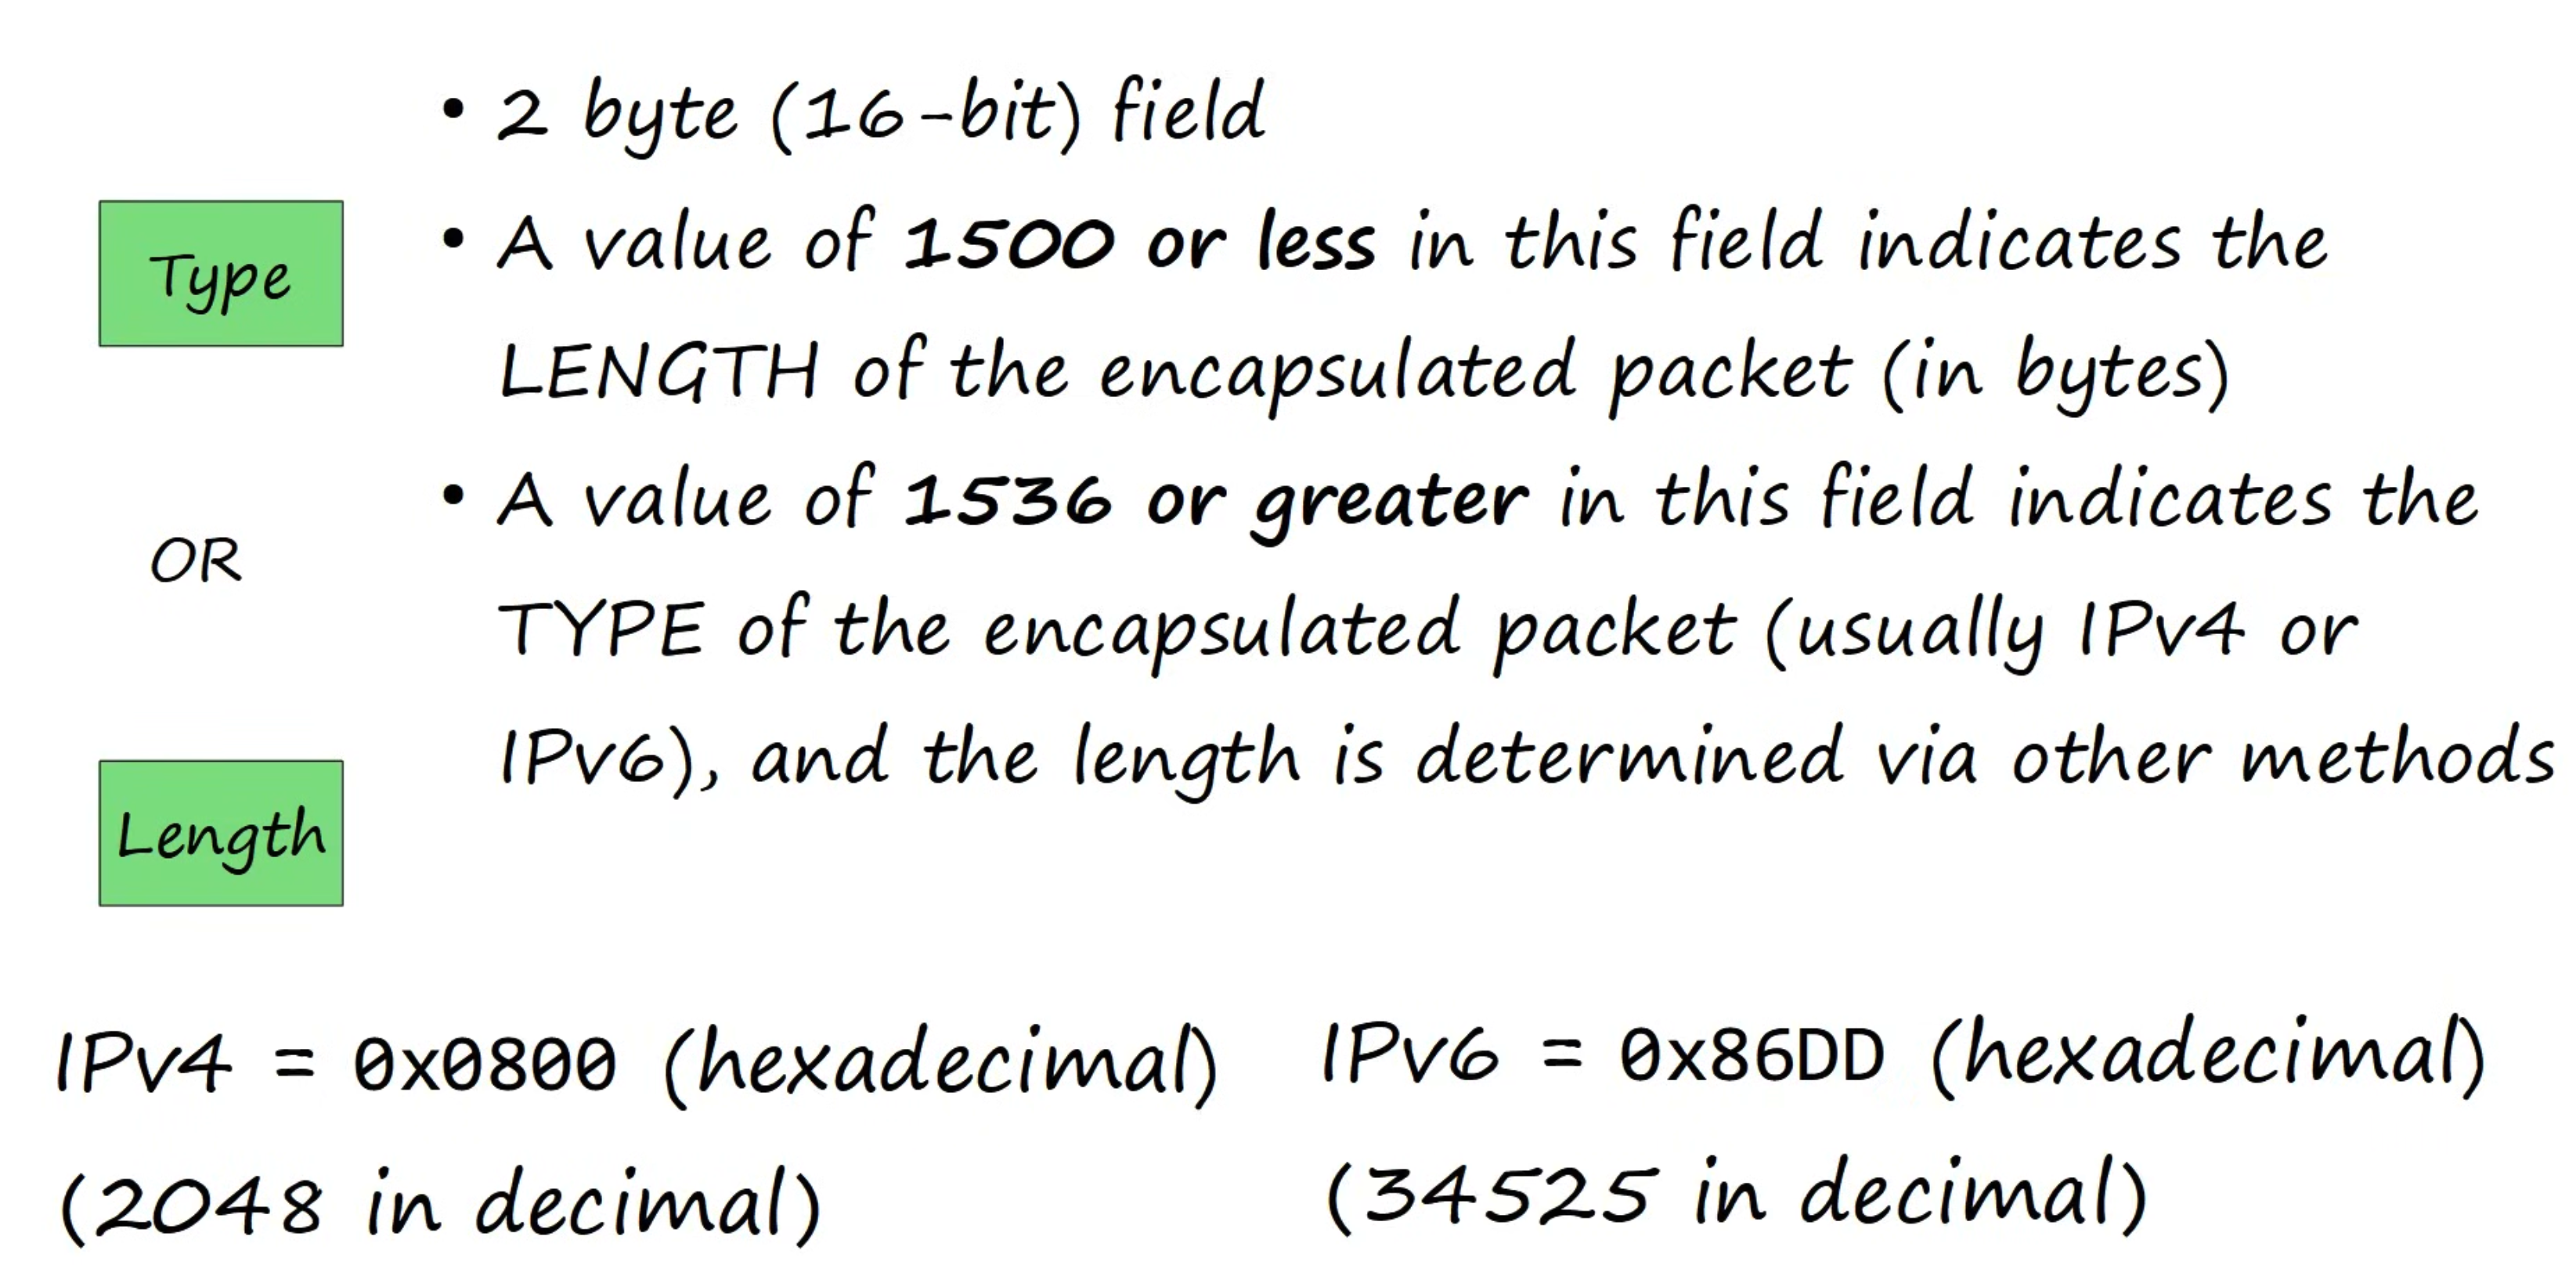 • 2 byte (16-bit) field
• A value of 1500 or less in this field indicates the
LENGTH of the encapsulated packet (in bytes)
• A value of 1536 or greater in this field indicates the
TYPE of the encapsulated packet (usually IPv4 or
IPv6), and the length is determined via other methods
Type
OR
Length
IPv4 = 0x0800 (hexadecimal)
(2048 in decimal)
IPv6 = 0x86DD (hexadecimal)
(34525 in decimal)